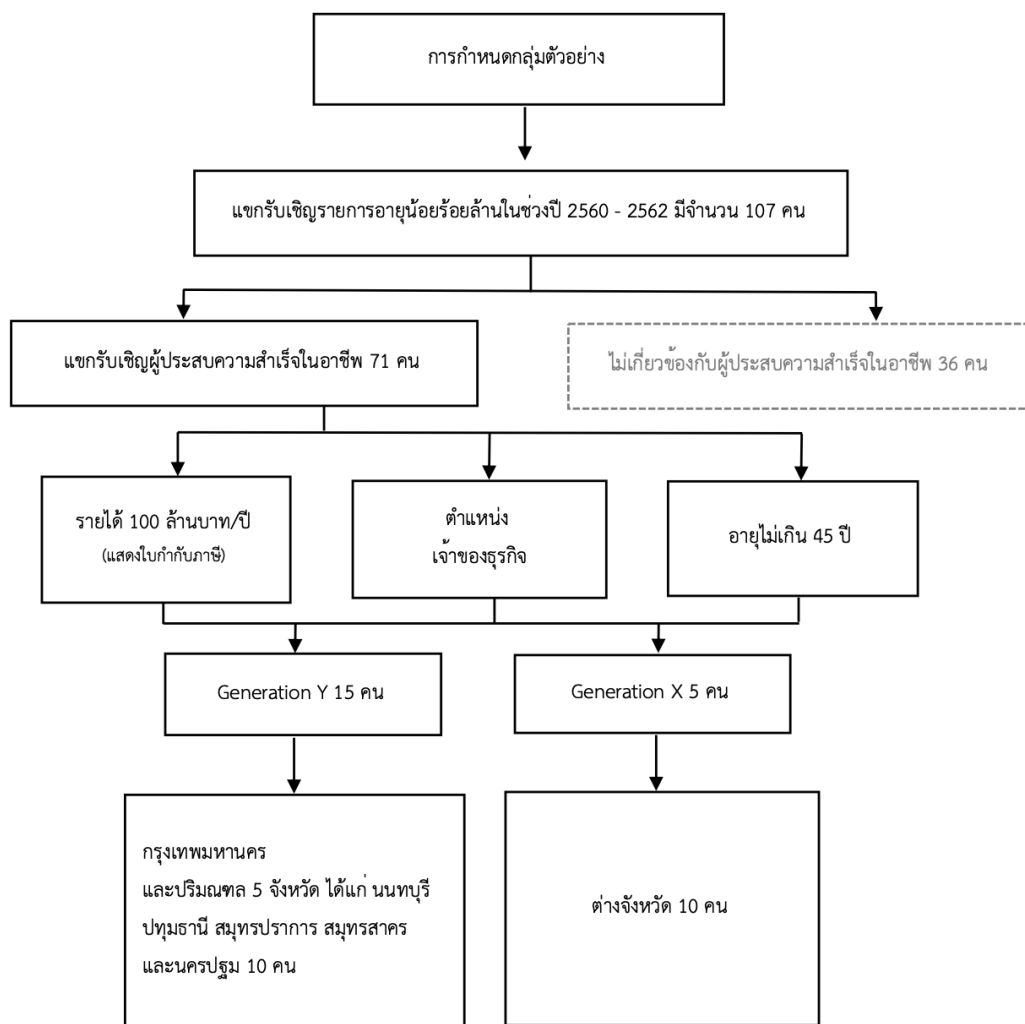 การกำหนดกลุ่มตัวอย่าง
แขกรับเชิญรายการอายุน้อยร้อยล้านในช่วงปี 2560 - 2562 มีจำนวน 107 คน
แขกรับเชิญผู้ประสบความสำเร็จในอาชีพ 71 คน
ไม่เกี่ยวข้องกับผู้ประสบความสำเร็จในอาชีพ 36 คน
รายได้ 100 ล้านบาท/ปี
(แสดงใบกำกับภาษี)
ตำแหน่ง
เจ้าของธุรกิจ
อายุไม่เกิน 45 ปี
Generation Y 15 คน
Generation X 5 คน
กรุงเทพมหานคร
และปริมณฑล 5 จังหวัด ได้แก่ นนทบุรี
ปทุมธานี สมุทรปราการ สมุทรสาคร
และนครปฐม 10 คน
ต่างจังหวัด 10 คน